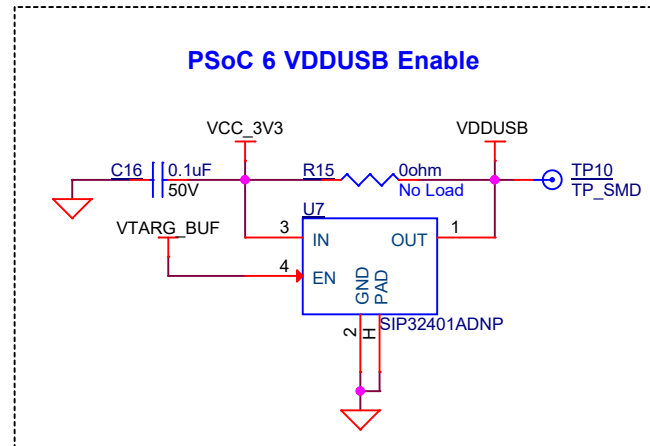 PSoC 6 VDDUSB Enable
VCC_3V3
VDDUSB
C16 0.1uF
50V
R15 0ohm
No Load
TP10
TP_SMD
U7
VTARG_BUF
3 IN
OUT 1
4 EN
GND
PAD
SIP32401ADNP
2
H